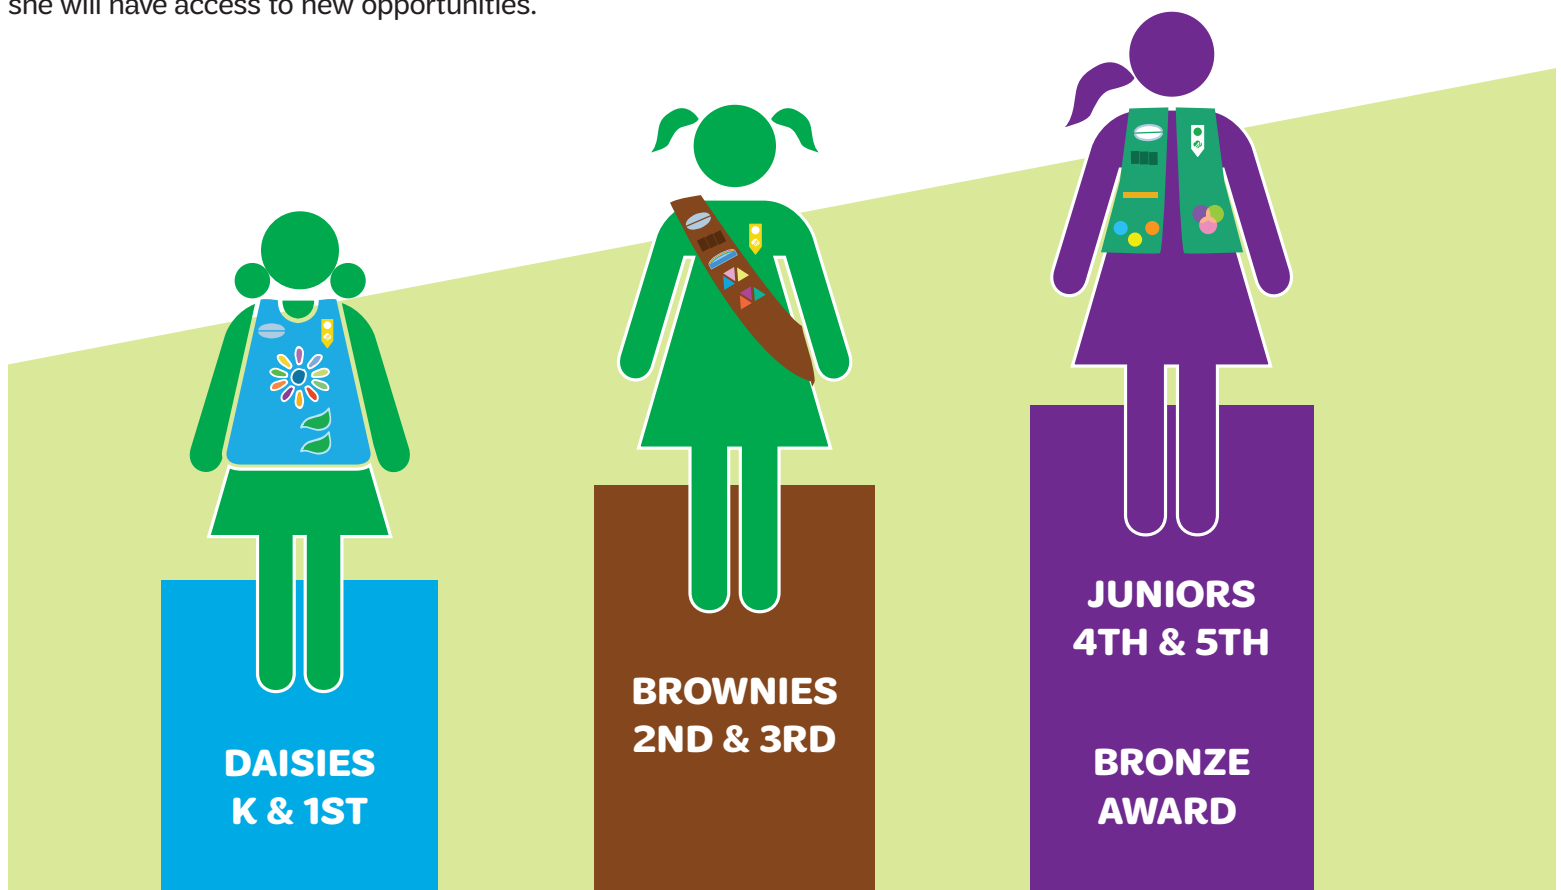 she will have access to new opportunities.
DAISIES
K & 1ST
BROWNIES
2ND & 3RD
JUNIORS
4TH & 5TH
BRONZE
AWARD